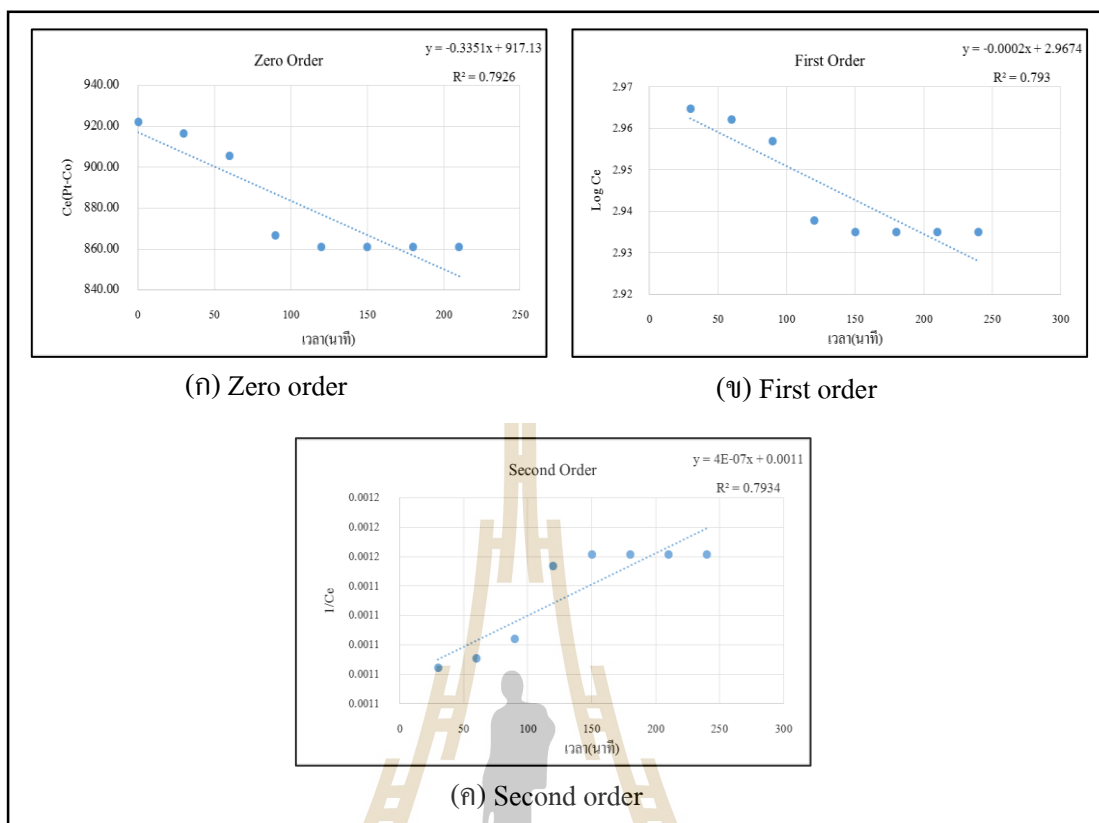 Zero Order
y = -0.3351x + 917.13
R² = 0.7926
940.00
920.00
900.00
880.00
860.00
840.00
Ce(Pt-Co)
0 50 100 150 200 250
เวลา(นาที)
(ก) Zero order
First Order
y = -0.0002x + 2.9674
R² = 0.793
2.97
2.96
2.95
2.94
2.93
2.92
Log Ce
0 50 100 150 200 250 300
เวลา(นาที)
(ข) First order
Second Order
y = 4E-07x + 0.0011
R² = 0.7934
0.0012
0.0012
0.0012
0.0011
0.0011
0.0011
0.0011
0.0011
1/Ce
0 50 100 150 200 250 300
เวลา(นาที)
(ค) Second order